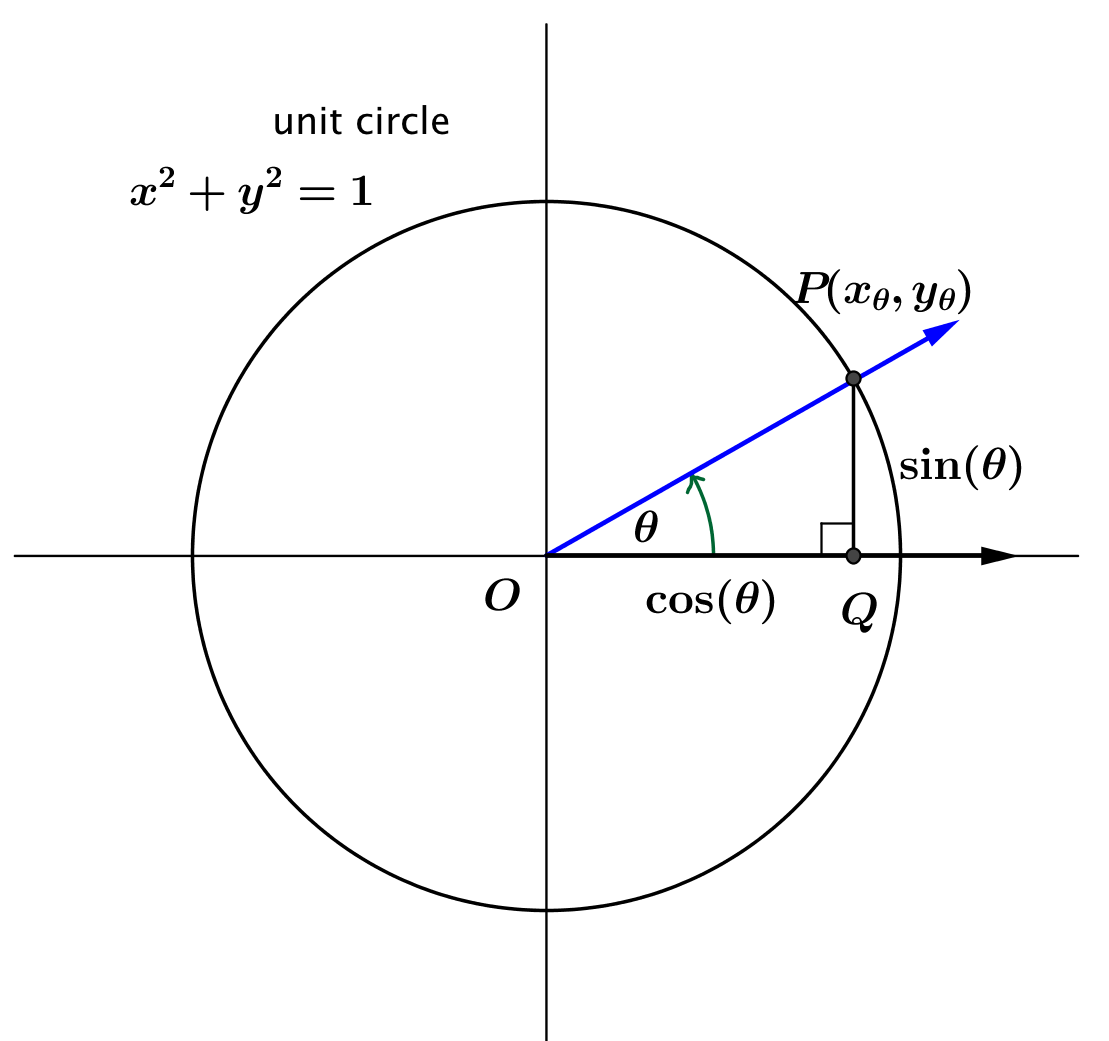 unit circle
x² + y² = 1
P(x_θ, y_θ)
sin(θ)
θ
O
cos(θ)
Q